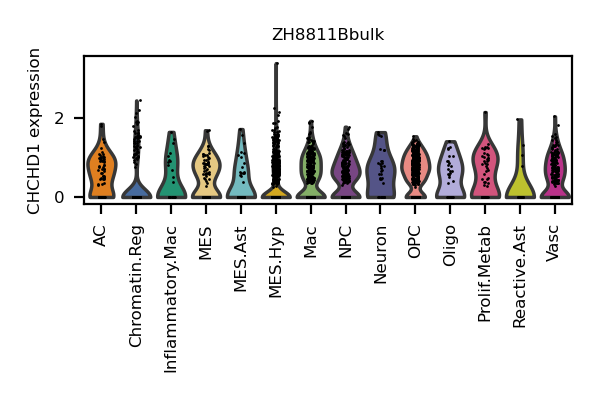 ZH8811Bbulk
CHCHD1 expression
2
0
AC
Chromatin.Reg
Inflammatory.Mac
MES
MES.Ast
MES.Hyp
Mac
NPC
Neuron
OPC
Oligo
Prolif.Metab
Reactive.Ast
Vasc